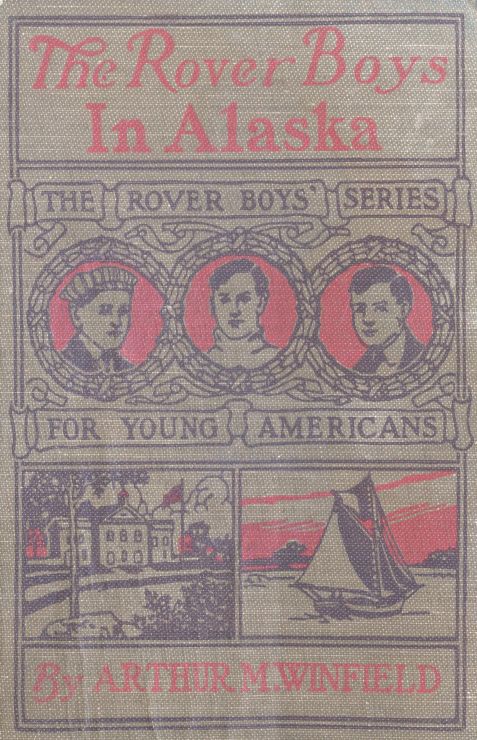 The Rover Boys
In Alaska
THE ROVER BOYS' SERIES
FOR YOUNG AMERICANS
By ARTHUR M. WINFIELD